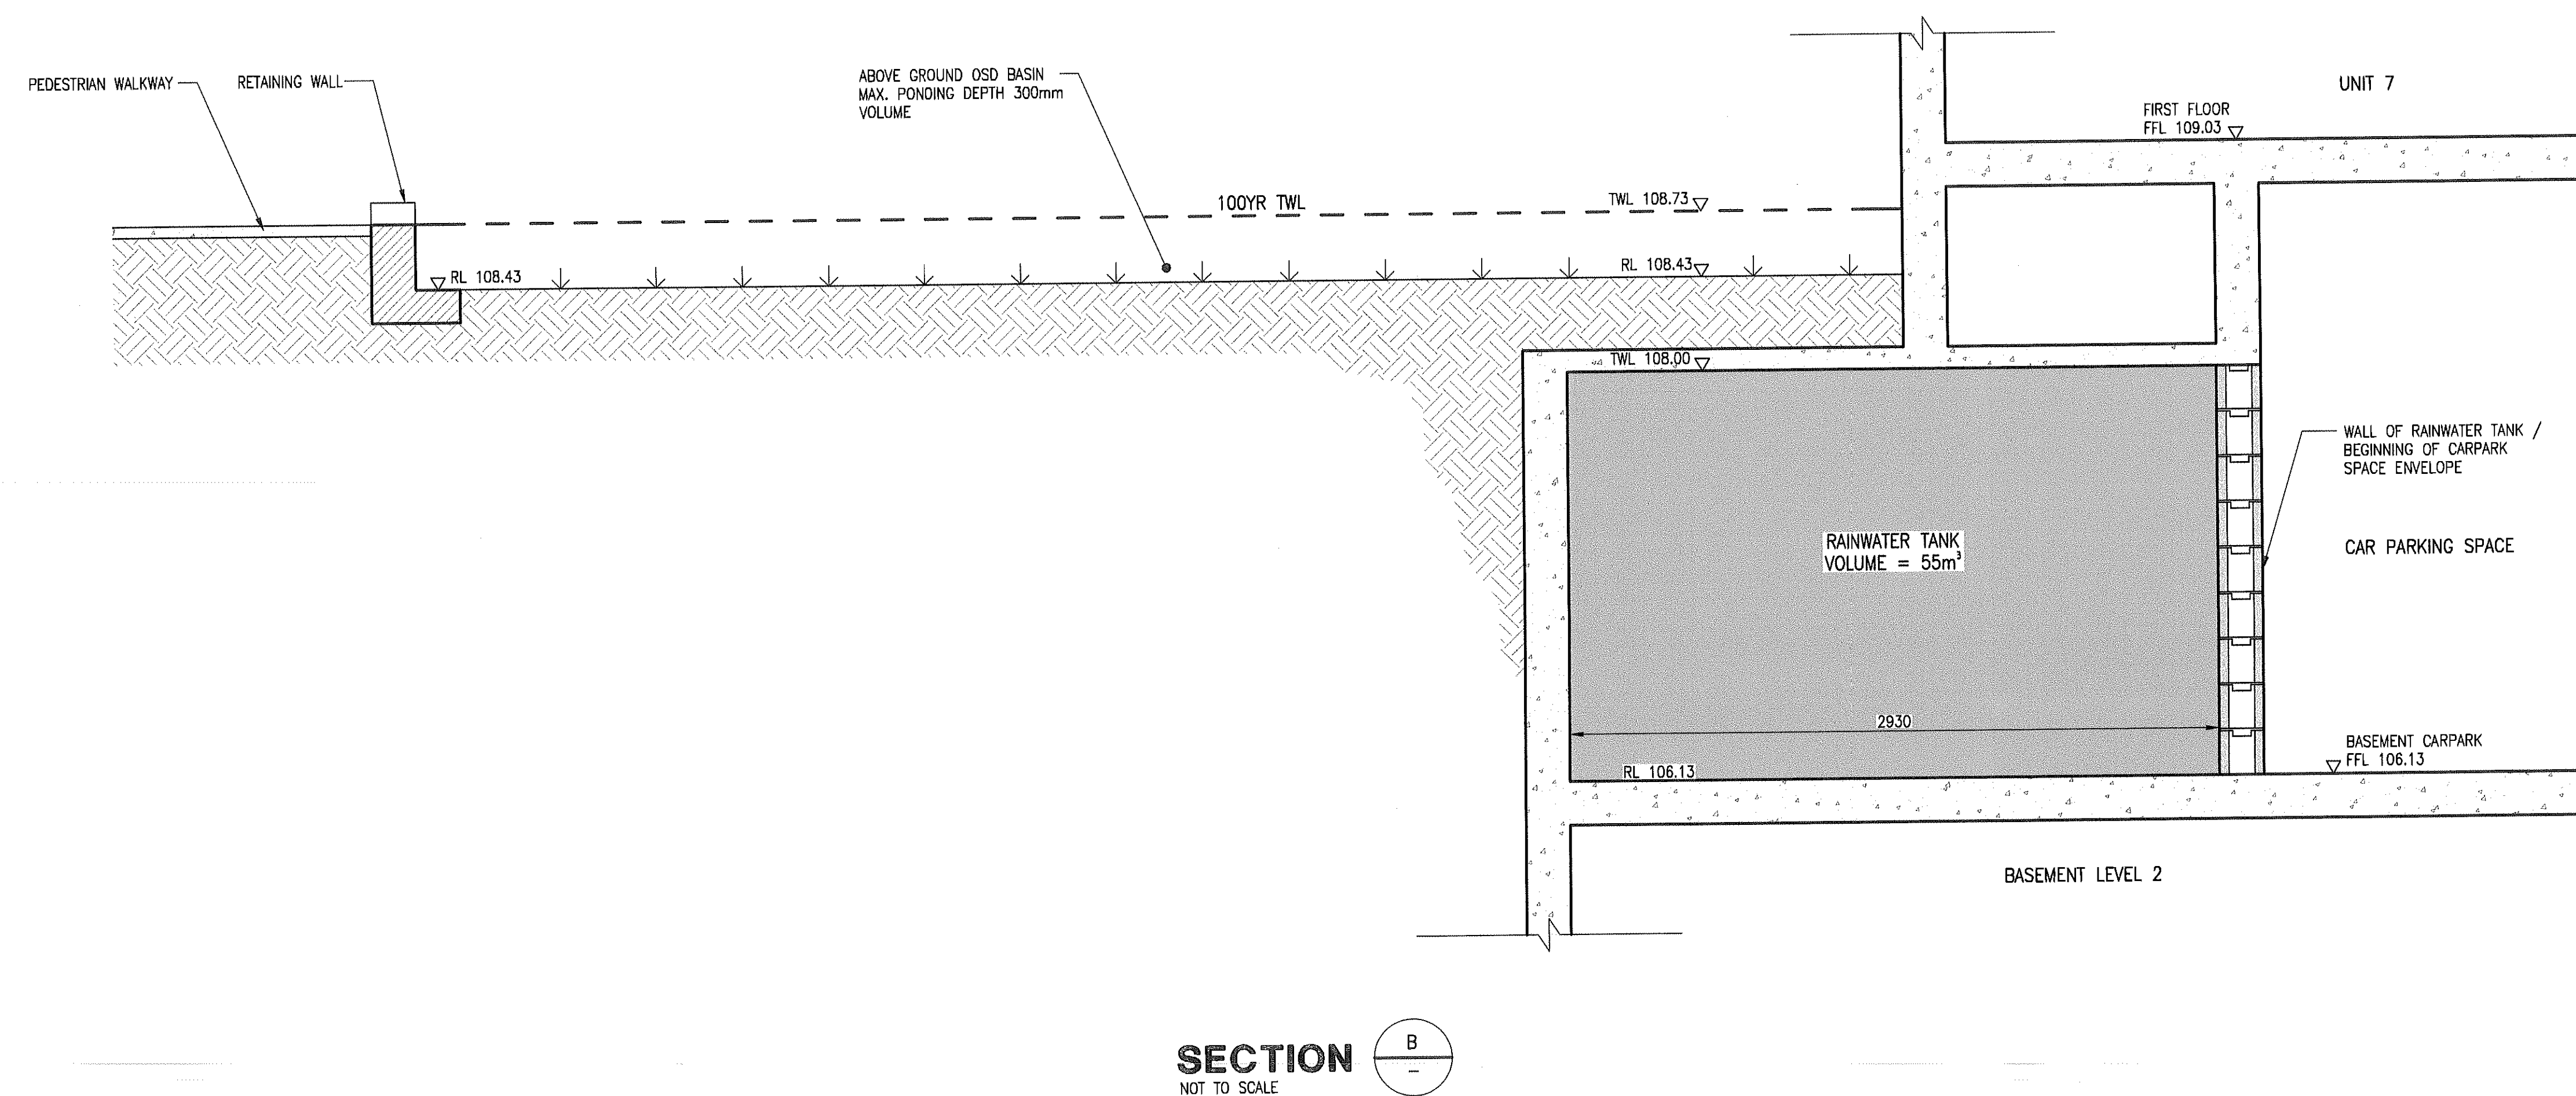 PEDESTRIAN WALKWAY
RETAINING WALL
ABOVE GROUND OSD BASIN
MAX. PONDING DEPTH 300mm
VOLUME
UNIT 7
FIRST FLOOR
FFL 109.03
100YR TWL
TWL 108.73
RL 108.43
RL 108.43
TWL 108.00
WALL OF RAINWATER TANK /
BEGINNING OF CARPARK
SPACE ENVELOPE
RAINWATER TANK
VOLUME = 55m³
CAR PARKING SPACE
2930
RL 106.13
BASEMENT CARPARK
FFL 106.13
BASEMENT LEVEL 2
SECTION
B
–
NOT TO SCALE